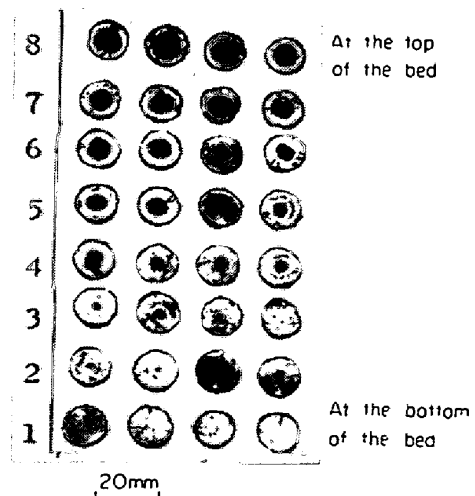 8 At the top
of the bed
7
6
5
4
3
2
1 At the bottom
of the bed
20mm